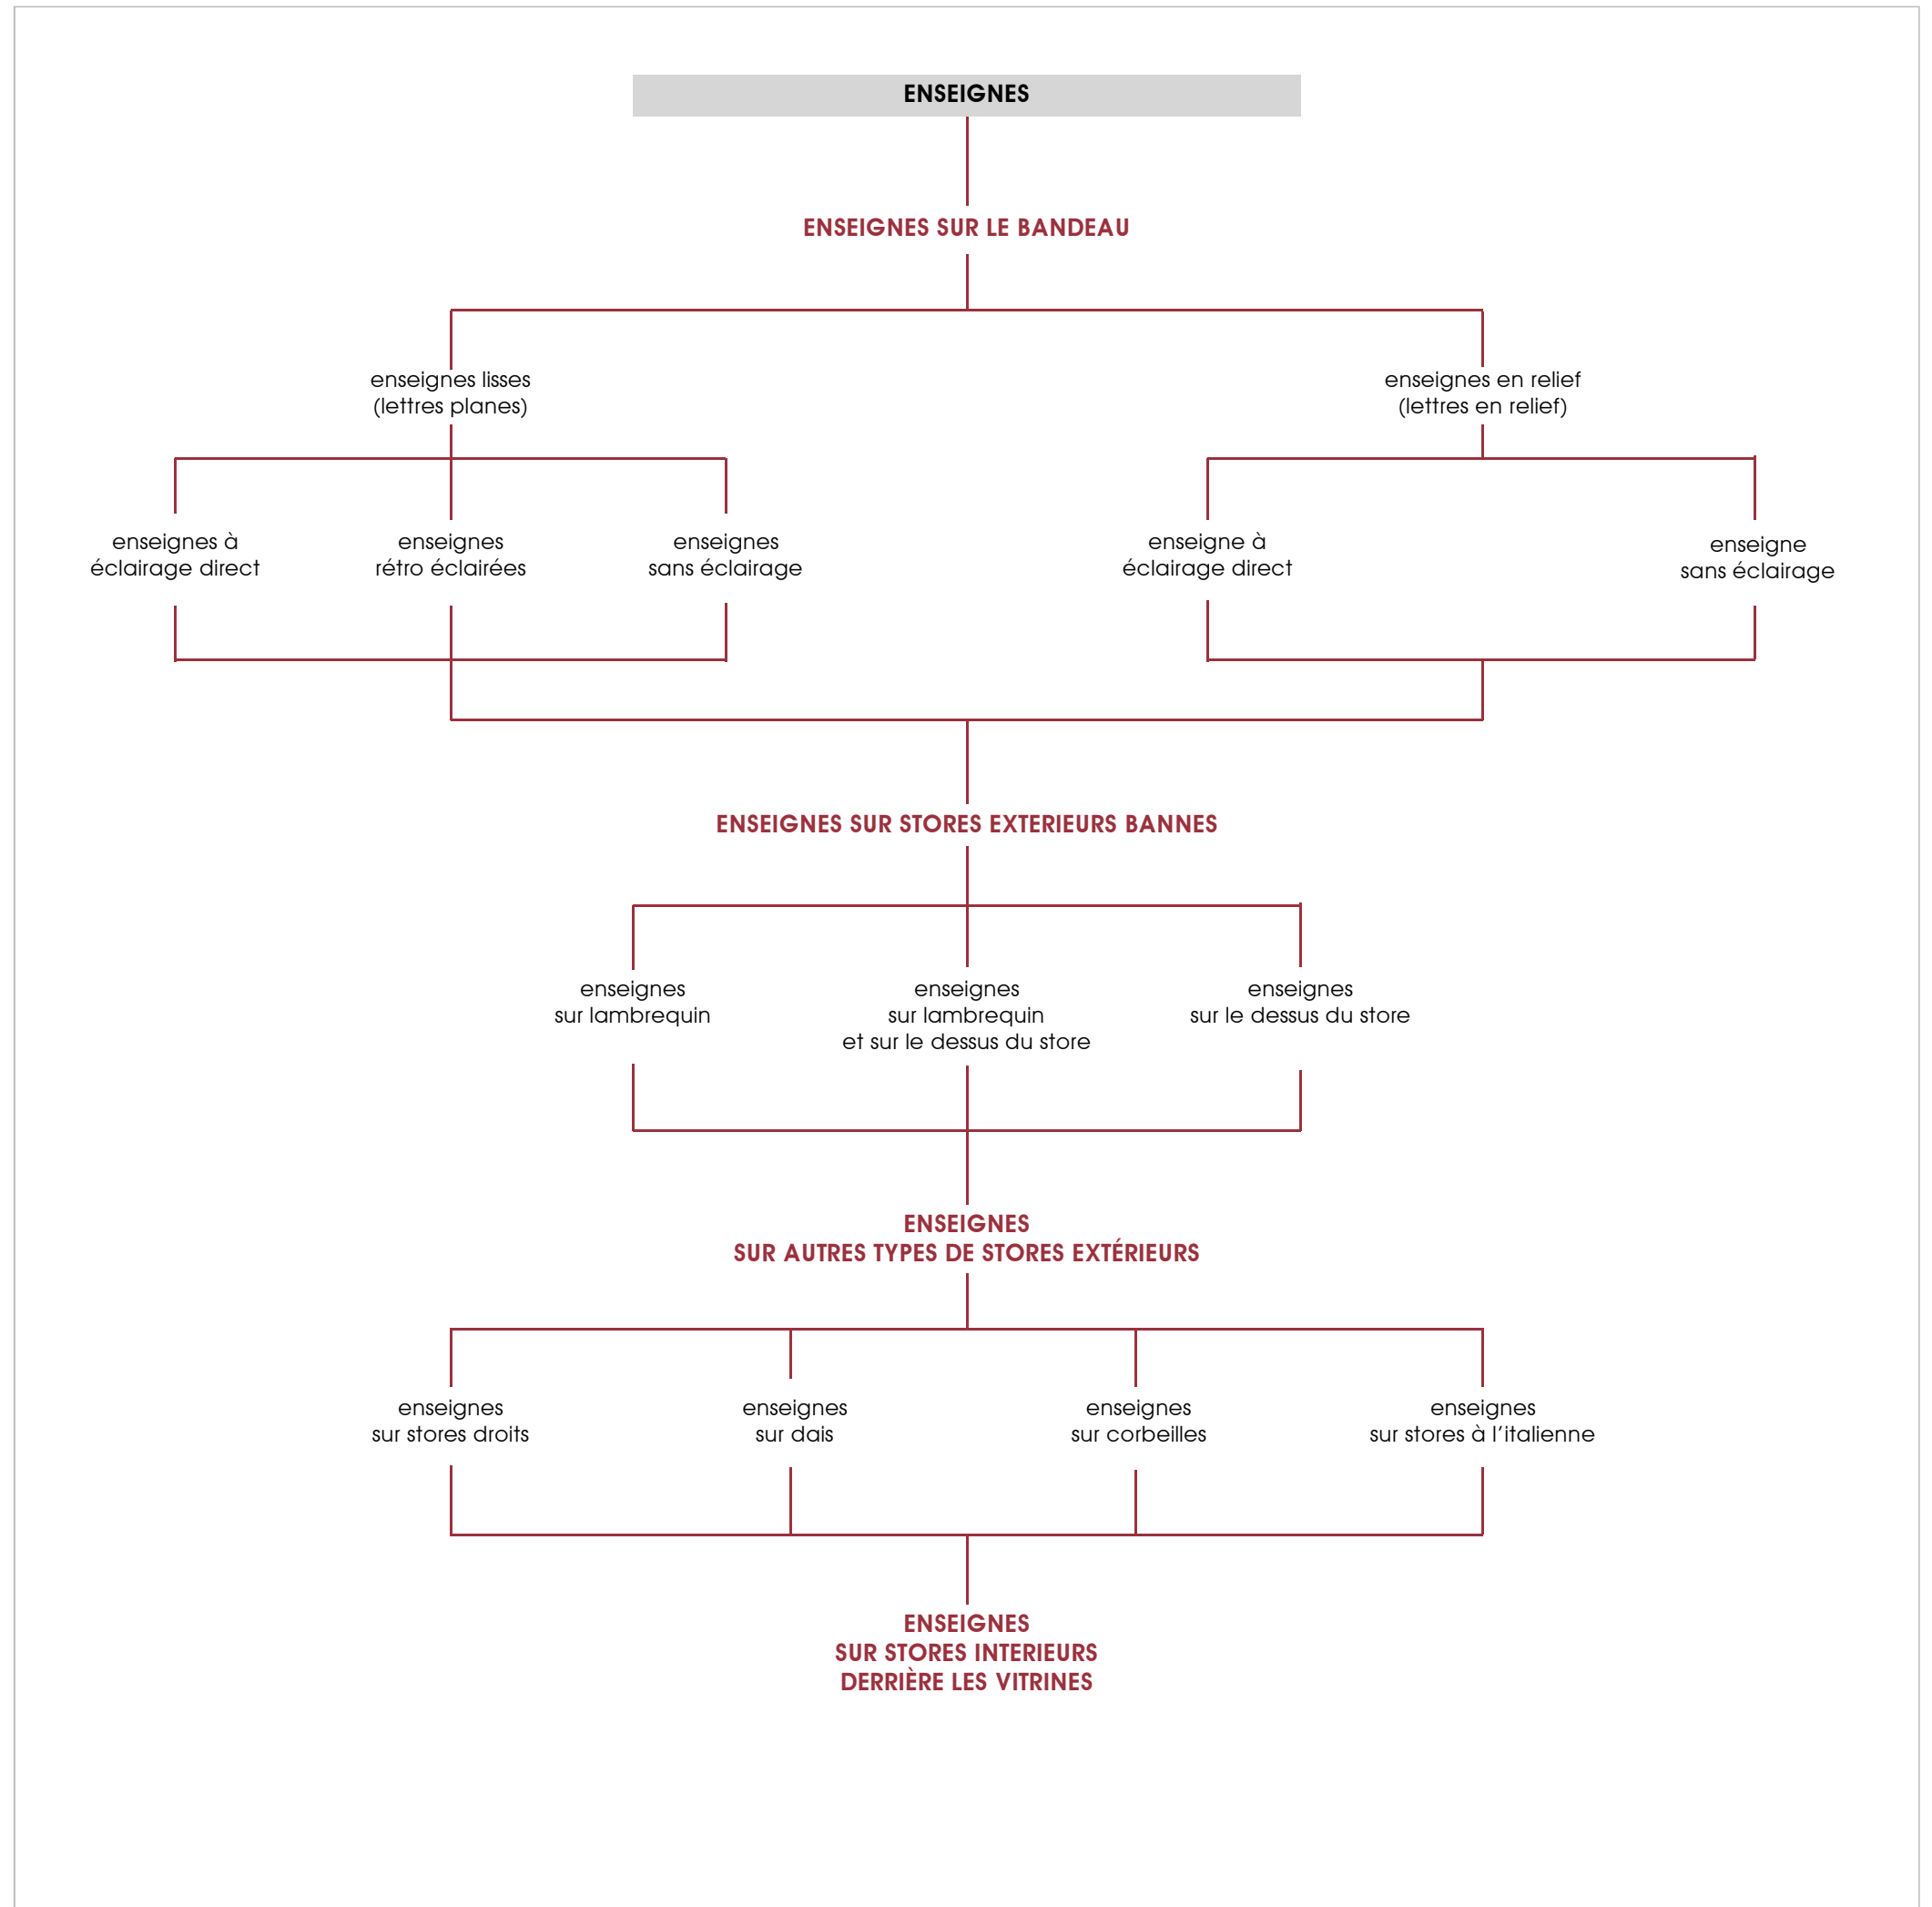 ENSEIGNES
ENSEIGNES SUR LE BANDEAU
enseignes lisses
(lettres planes)
enseignes en relief
(lettres en relief)
enseignes à
éclairage direct
enseignes
rétro éclairées
enseignes
sans éclairage
enseigne à
éclairage direct
enseigne
sans éclairage
ENSEIGNES SUR STORES EXTERIEURS BANNES
enseignes
sur lambrequin
enseignes
sur lambrequin
et sur le dessus du store
enseignes
sur le dessus du store
ENSEIGNES
SUR AUTRES TYPES DE STORES EXTÉRIEURS
enseignes
sur stores droits
enseignes
sur dais
enseignes
sur corbeilles
enseignes
sur stores à l'italienne
ENSEIGNES
SUR STORES INTERIEURS
DERRIÈRE LES VITRINES